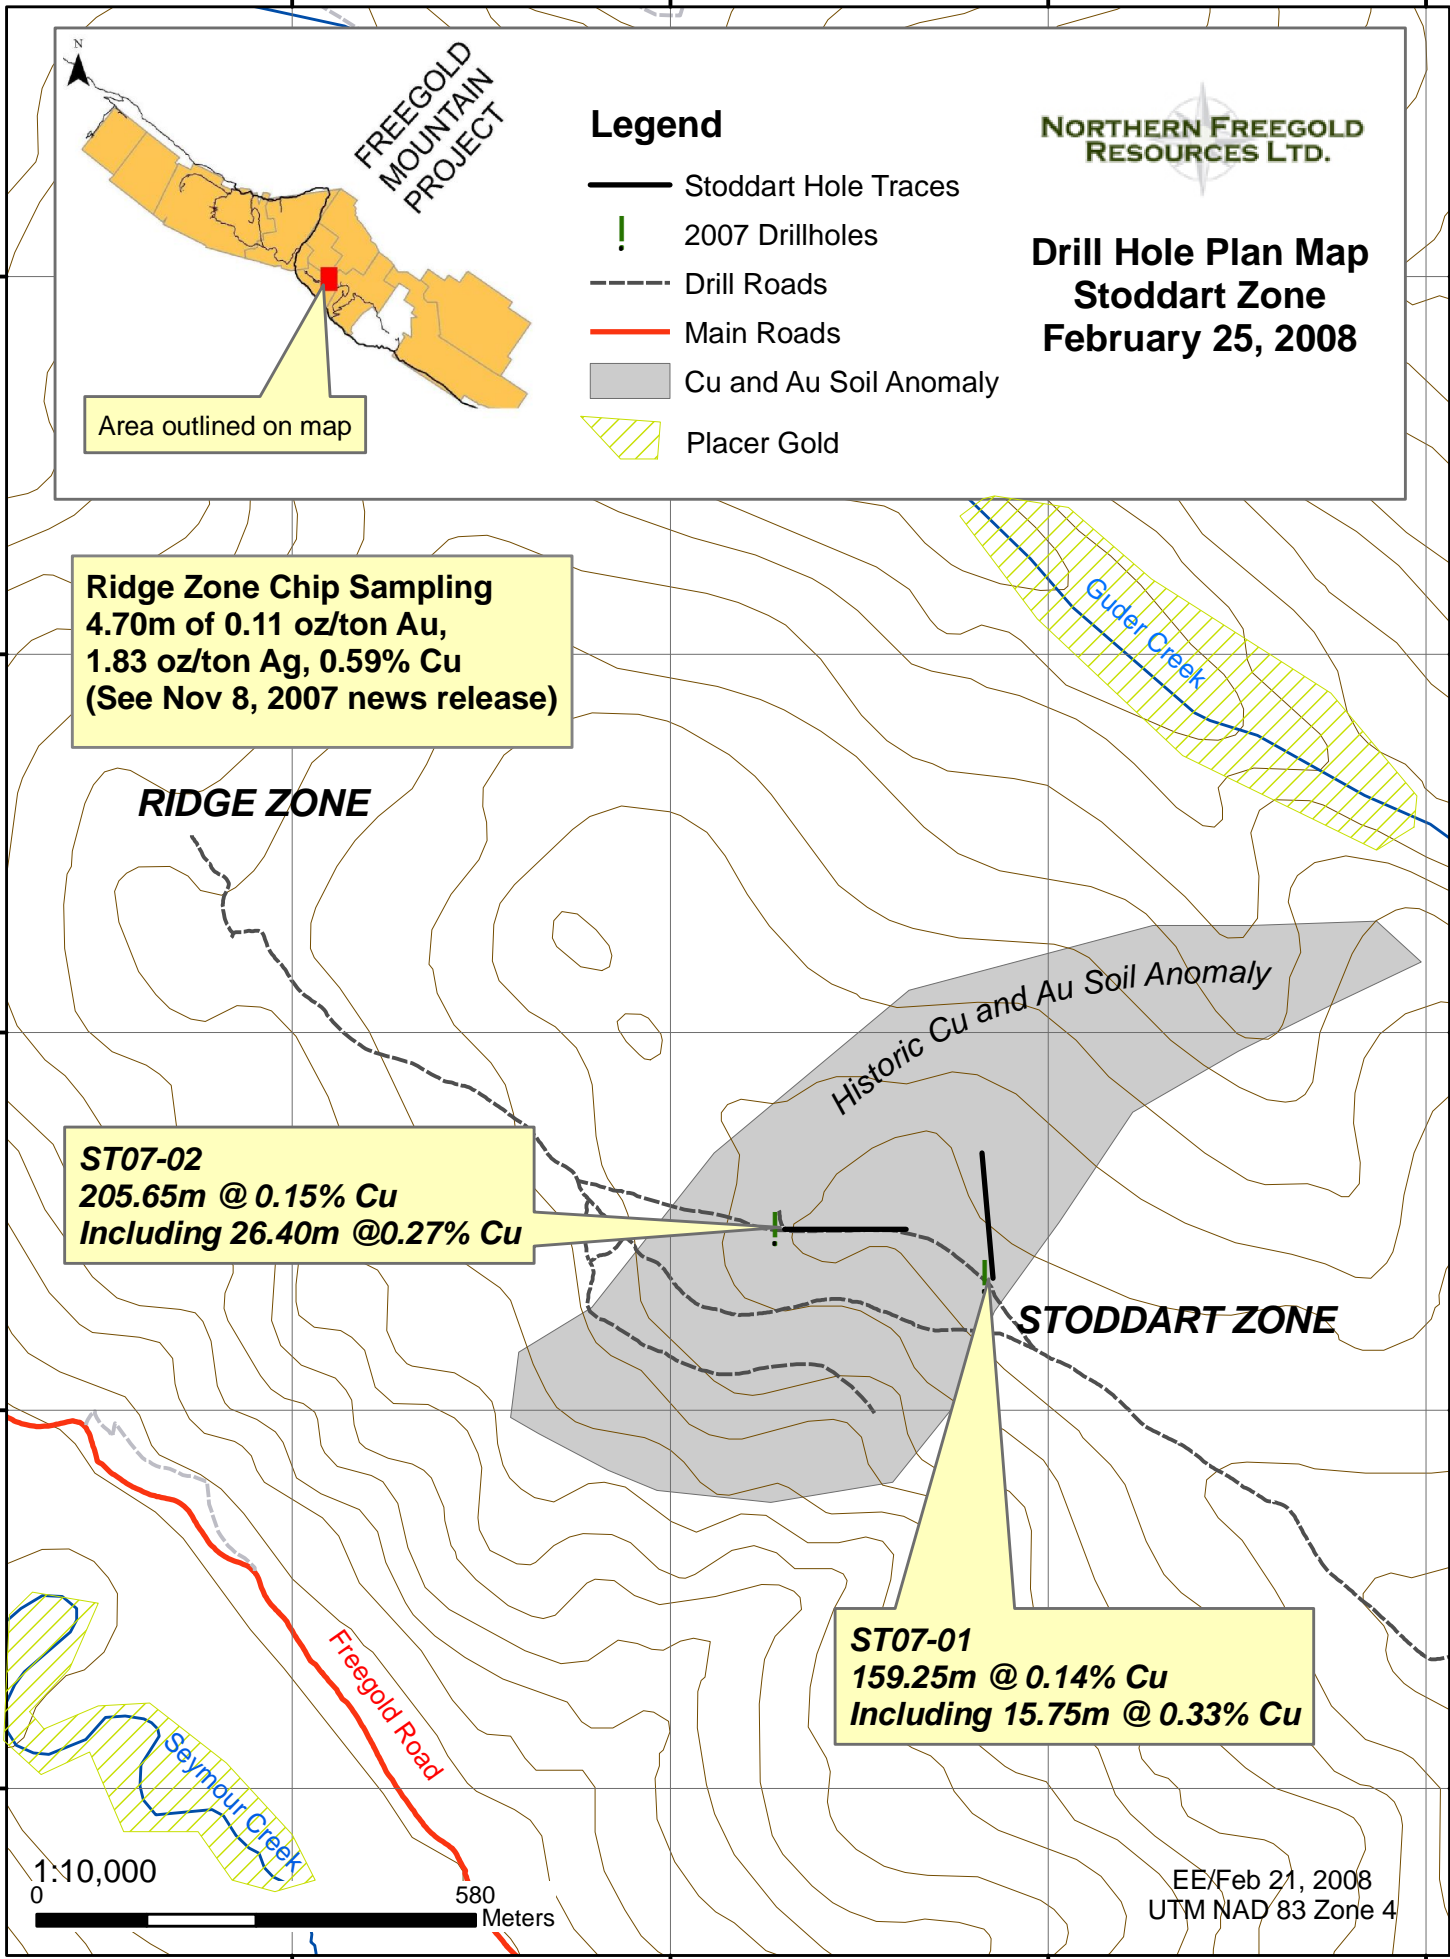 N
FREEGOLD
MOUNTAIN
PROJECT
Area outlined on map
Legend
Stoddart Hole Traces
2007 Drillholes
Drill Roads
Main Roads
Cu and Au Soil Anomaly
Placer Gold
NORTHERN FREEGOLD
RESOURCES LTD.
Drill Hole Plan Map
Stoddart Zone
February 25, 2008
Ridge Zone Chip Sampling
4.70m of 0.11 oz/ton Au,
1.83 oz/ton Ag, 0.59% Cu
(See Nov 8, 2007 news release)
Guder Creek
RIDGE ZONE
Historic Cu and Au Soil Anomaly
ST07-02
205.65m @ 0.15% Cu
Including 26.40m @0.27% Cu
STODDART ZONE
ST07-01
159.25m @ 0.14% Cu
Including 15.75m @ 0.33% Cu
Freegold Road
Seymour Creek
1:10,000
0 580
Meters
EE/Feb 21, 2008
UTM NAD 83 Zone 4